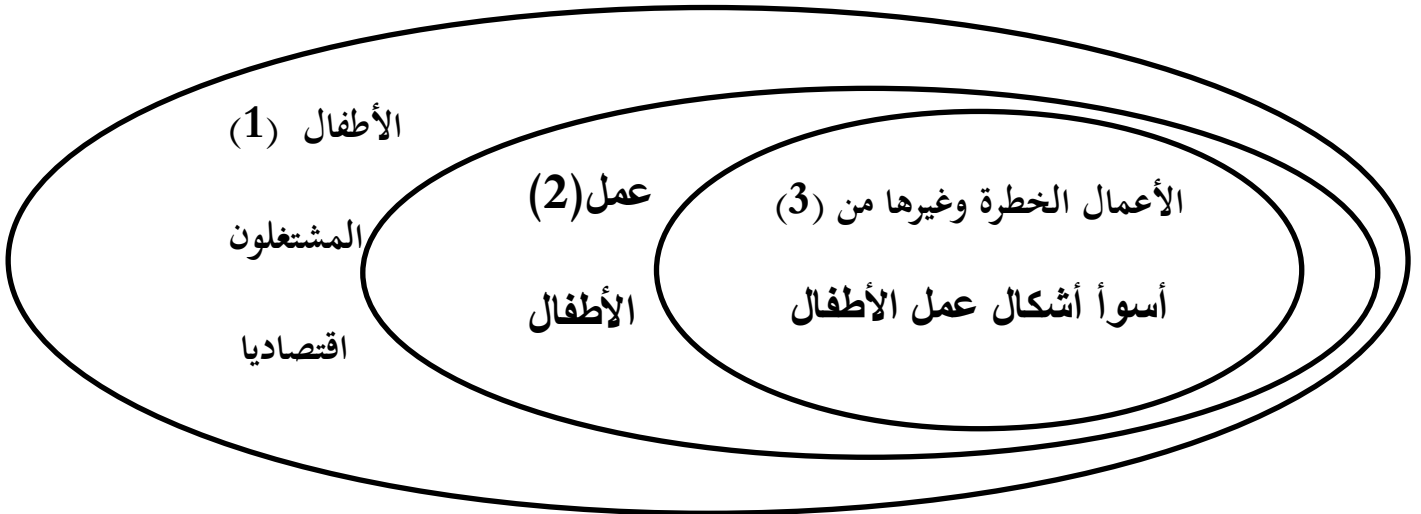 (1) الأطفال
المشتغلون
اقتصاديا
(2)عمل
الأطفال
(3) الأعمال الخطرة وغيرها من
أسوأ أشكال عمل الأطفال